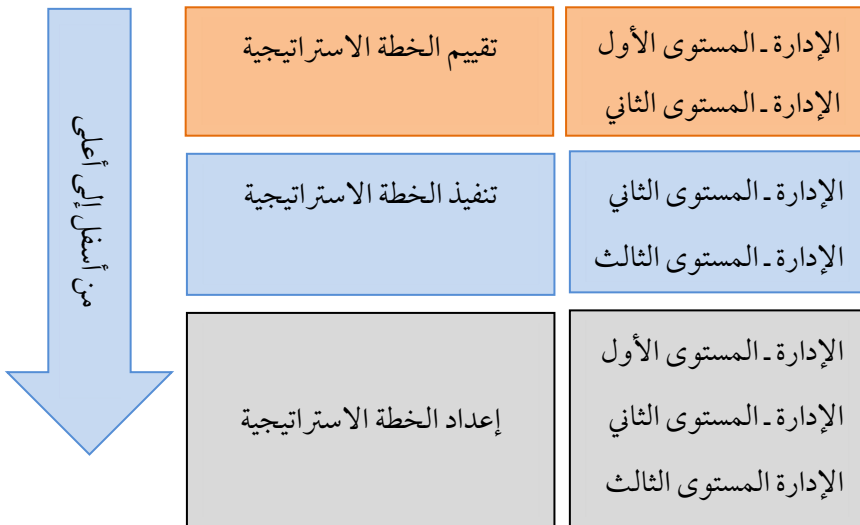 الإدارة ـ المستوى الأول
الإدارة ـ المستوى الثاني
تقييم الخطة الاستراتيجية
الإدارة ـ المستوى الثاني
الإدارة ـ المستوى الثالث
تنفيذ الخطة الاستراتيجية
الإدارة ـ المستوى الأول
الإدارة ـ المستوى الثاني
الإدارة المستوى الثالث
إعداد الخطة الاستراتيجية
من أسفل إلى أعلى